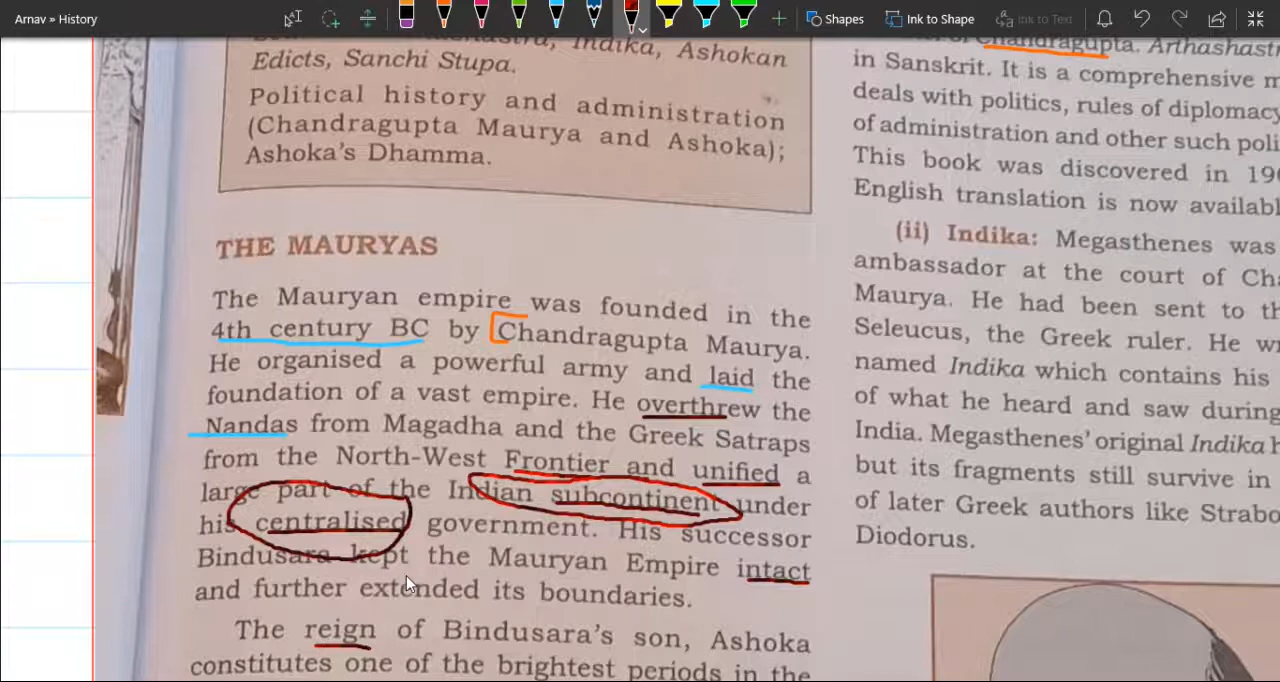 Arnav » History
Shapes
Ink to Shape
Ink to Text
Indika, Ashokan
Edicts, Sanchi Stupa.
Political history and administration
(Chandragupta Maurya and Ashoka);
Ashoka's Dhamma.
THE MAURYAS
The Mauryan empire was founded in the
4th century BC by Chandragupta Maurya.
He organised a powerful army and laid the
foundation of a vast empire. He overthrew the
Nandas from Magadha and the Greek Satraps
from the North-West Frontier and unified a
large part of the Indian subcontinent under
his centralised government. His successor
Bindusara kept the Mauryan Empire intact
and further extended its boundaries.
The reign of Bindusara's son, Ashoka
constitutes one of the brightest periods in the
of Chandragupta. Arthashast
in Sanskrit. It is a comprehensive m
deals with politics, rules of diplomacy
of administration and other such poli
This book was discovered in 19
English translation is now availabl
(ii) Indika: Megasthenes was
ambassador at the court of Cha
Maurya. He had been sent to th
Seleucus, the Greek ruler. He w
named Indika which contains his
of what he heard and saw during
India. Megasthenes' original Indika h
but its fragments still survive in
of later Greek authors like Strabo
Diodorus.